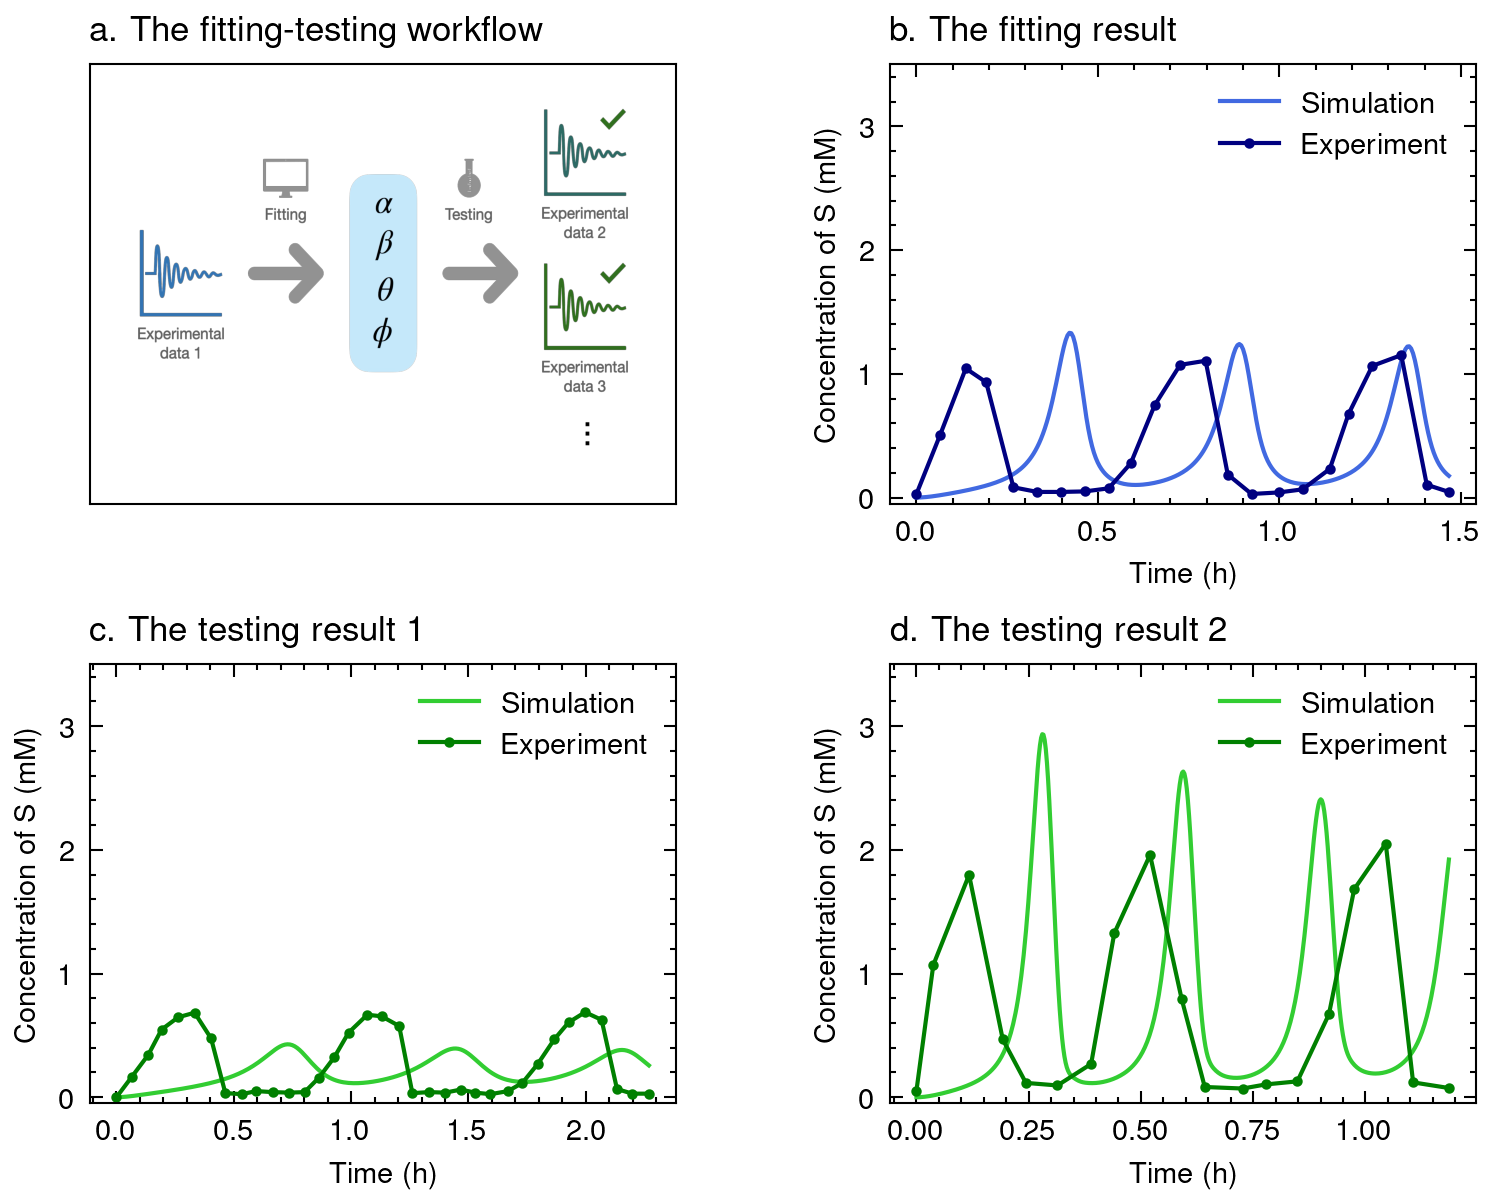 a. The fitting-testing workflow
Fitting
Testing
Experimental
data 1
α
β
θ
ϕ
Experimental
data 2
Experimental
data 3
⋮
b. The fitting result
Simulation
Experiment
Concentration of S (mM)
3
2
1
0
0.0 0.5 1.0 1.5
Time (h)
c. The testing result 1
Simulation
Experiment
Concentration of S (mM)
3
2
1
0
0.0 0.5 1.0 1.5 2.0
Time (h)
d. The testing result 2
Simulation
Experiment
Concentration of S (mM)
3
2
1
0
0.00 0.25 0.50 0.75 1.00
Time (h)